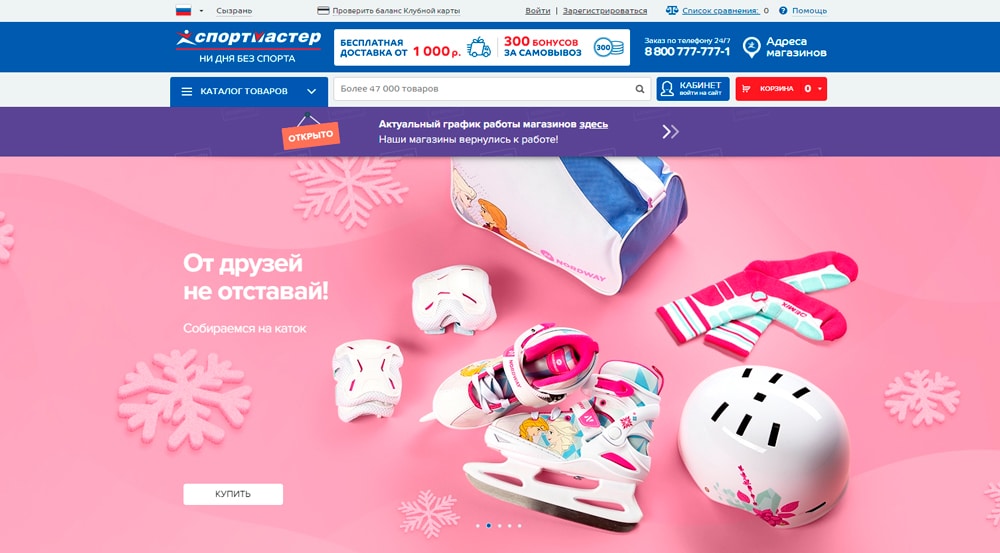 Сызрань
Проверить баланс Клубной карты
Войти | Зарегистрироваться
Список сравнения: 0
Помощь
СПОРТМАСТЕР
НИ ДНЯ БЕЗ СПОРТА
БЕСПЛАТНАЯ
ДОСТАВКА ОТ 1 000 р.
300 БОНУСОВ
ЗА САМОВЫВОЗ
300
Заказ по телефону 24/7
8 800 777-777-1
Адреса
магазинов
КАТАЛОГ ТОВАРОВ
Более 47 000 товаров
КАБИНЕТ
войти на сайт
КОРЗИНА 0
ОТКРЫТО
Актуальный график работы магазинов здесь
Наши магазины вернулись к работе!
NORDWAY
От друзей
не отставай!
Собираемся на каток
DEMIX
NORDWAY
КУПИТЬ